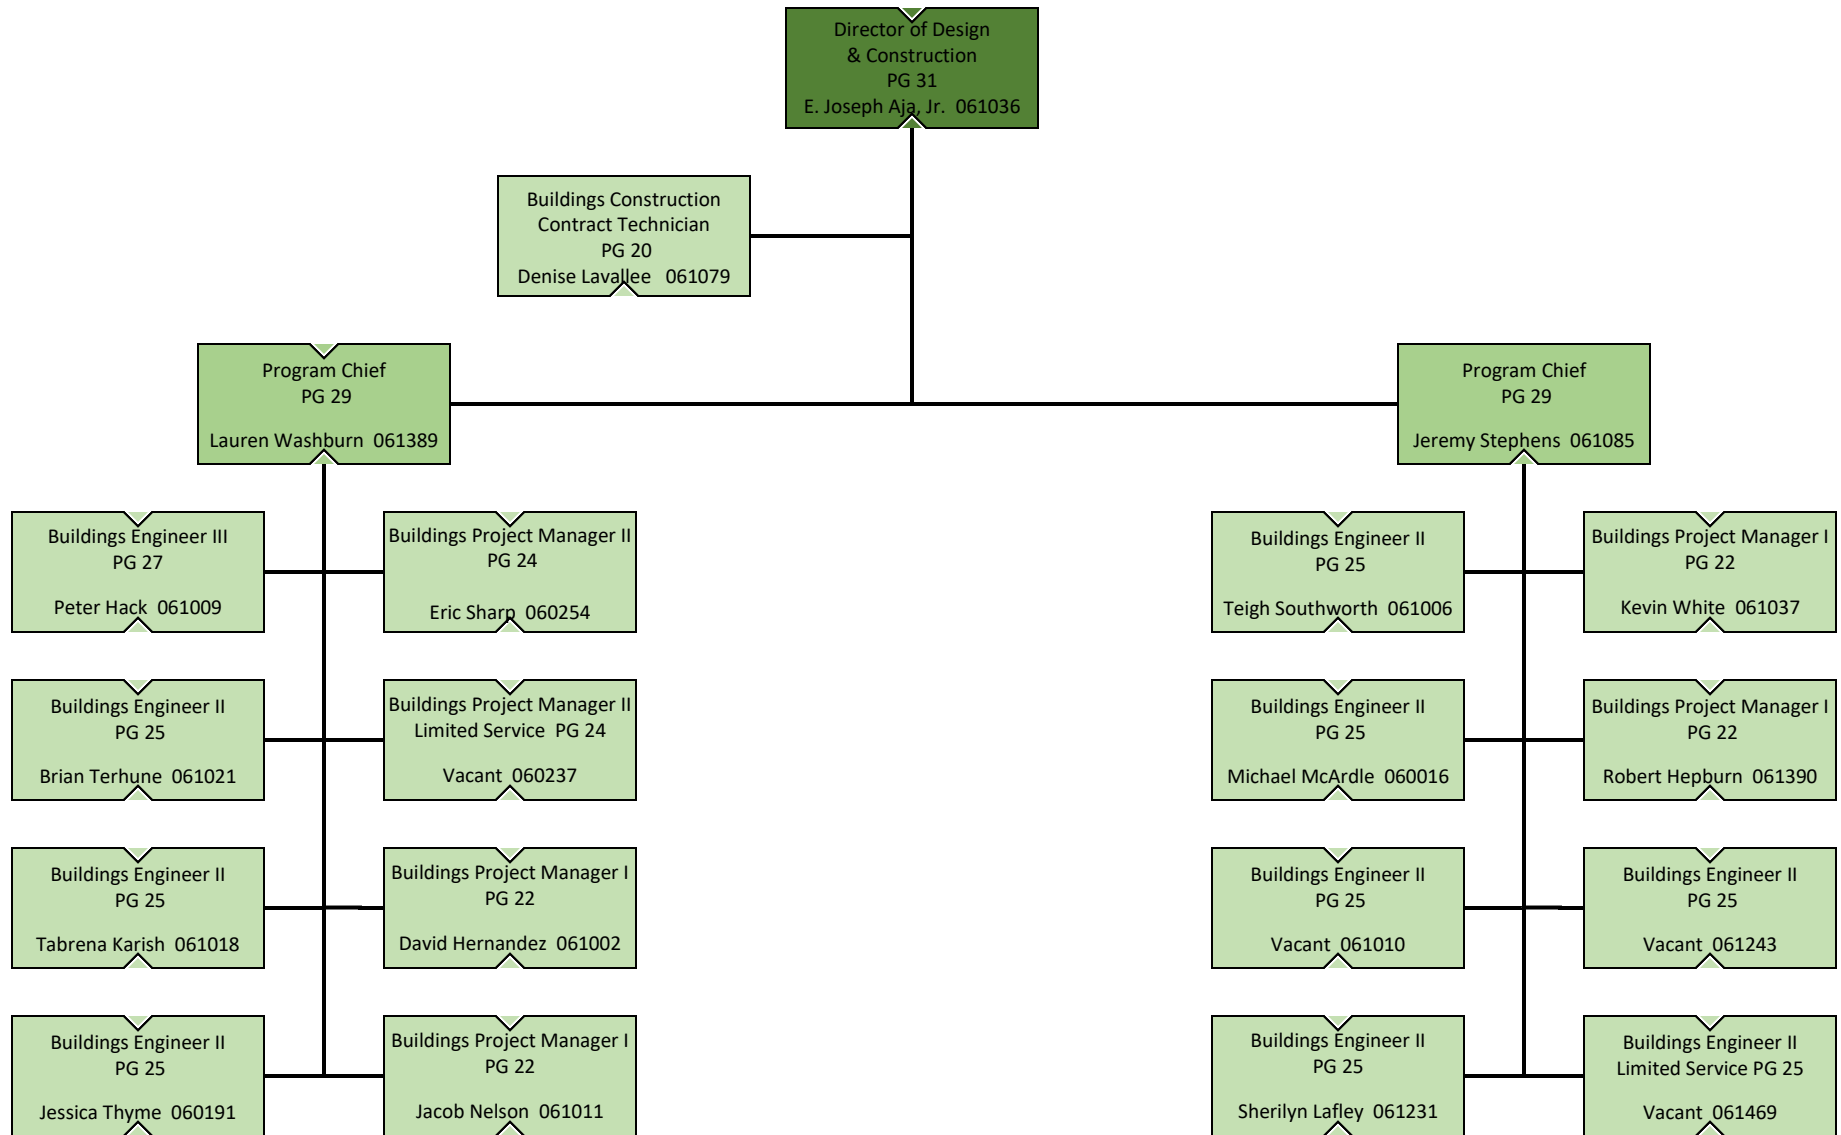 Director of Design
& Construction
PG 31
E. Joseph Aja, Jr. 061036
Buildings Construction
Contract Technician
PG 20
Denise Lavallee 061079
Program Chief
PG 29
Lauren Washburn 061389
Program Chief
PG 29
Jeremy Stephens 061085
Buildings Engineer III
PG 27
Peter Hack 061009
Buildings Project Manager II
PG 24
Eric Sharp 060254
Buildings Engineer II
PG 25
Teigh Southworth 061006
Buildings Project Manager I
PG 22
Kevin White 061037
Buildings Engineer II
PG 25
Brian Terhune 061021
Buildings Project Manager II
Limited Service PG 24
Vacant 060237
Buildings Engineer II
PG 25
Michael McArdle 060016
Buildings Project Manager I
PG 22
Robert Hepburn 061390
Buildings Engineer II
PG 25
Tabrena Karish 061018
Buildings Project Manager I
PG 22
David Hernandez 061002
Buildings Engineer II
PG 25
Vacant 061010
Buildings Engineer II
PG 25
Vacant 061243
Buildings Engineer II
PG 25
Jessica Thyme 060191
Buildings Project Manager I
PG 22
Jacob Nelson 061011
Buildings Engineer II
PG 25
Sherilyn Lafley 061231
Buildings Engineer II
Limited Service PG 25
Vacant 061469